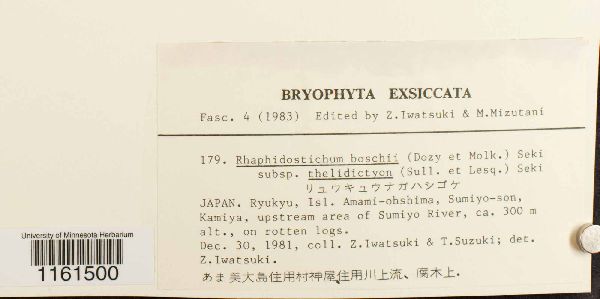 BRYOPHYTA EXSICCATA
Fasc. 4 (1983) Edited by Z.Iwatsuki & M.Mizutani
179. Rhaphidostichum boschii (Dozy et Molk.) Seki
subsp. thelidictyon (Sull. et Lesq.) Seki
リュウキュウナガハシゴケ
JAPAN. Ryukyu, Isl. Amami-ohshima, Sumiyo-son,
Kamiya, upstream area of Sumiyo River, ca. 300 m
alt., on rotten logs.
Dec. 30, 1981, coll. Z.Iwatsuki & T.Suzuki; det.
Z.Iwatsuki.
あま美大島住用村神屋住用川上流、腐木上.
University of Minnesota Herbarium
1161500